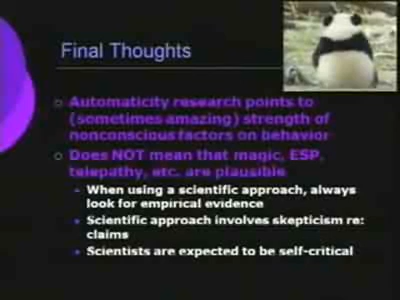 Final Thoughts
Automaticity research points to
(sometimes amazing) strength of
nonconscious factors on behavior
Does NOT mean that magic, ESP,
telepathy, etc. are plausible
When using a scientific approach, always
look for empirical evidence
Scientific approach involves skepticism re:
claims
Scientists are expected to be self-critical